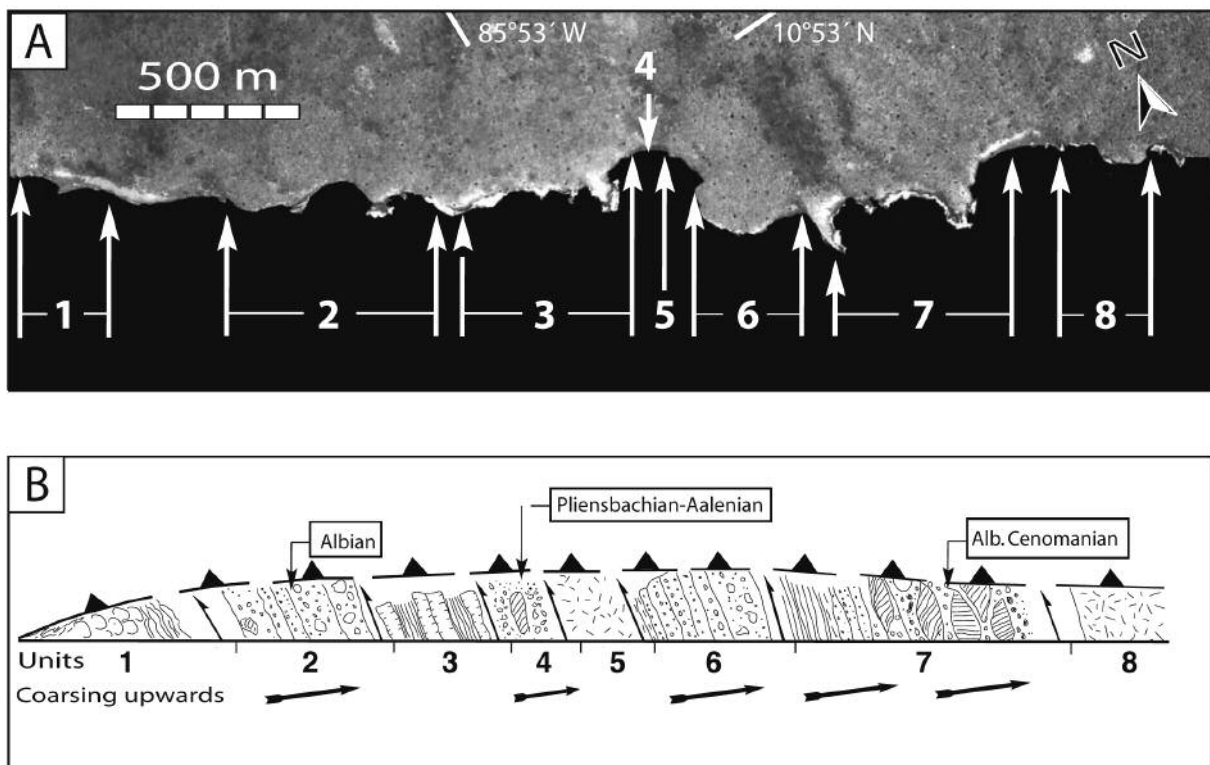 A
85°53´ W
10°53´ N
N
500 m
4
1
2
3
5
6
7
8
B
Pliensbachian-Aalenian
Albian
Alb. Cenomanian
Units 1 2 3 4 5 6 7 8
Coarsing upwards